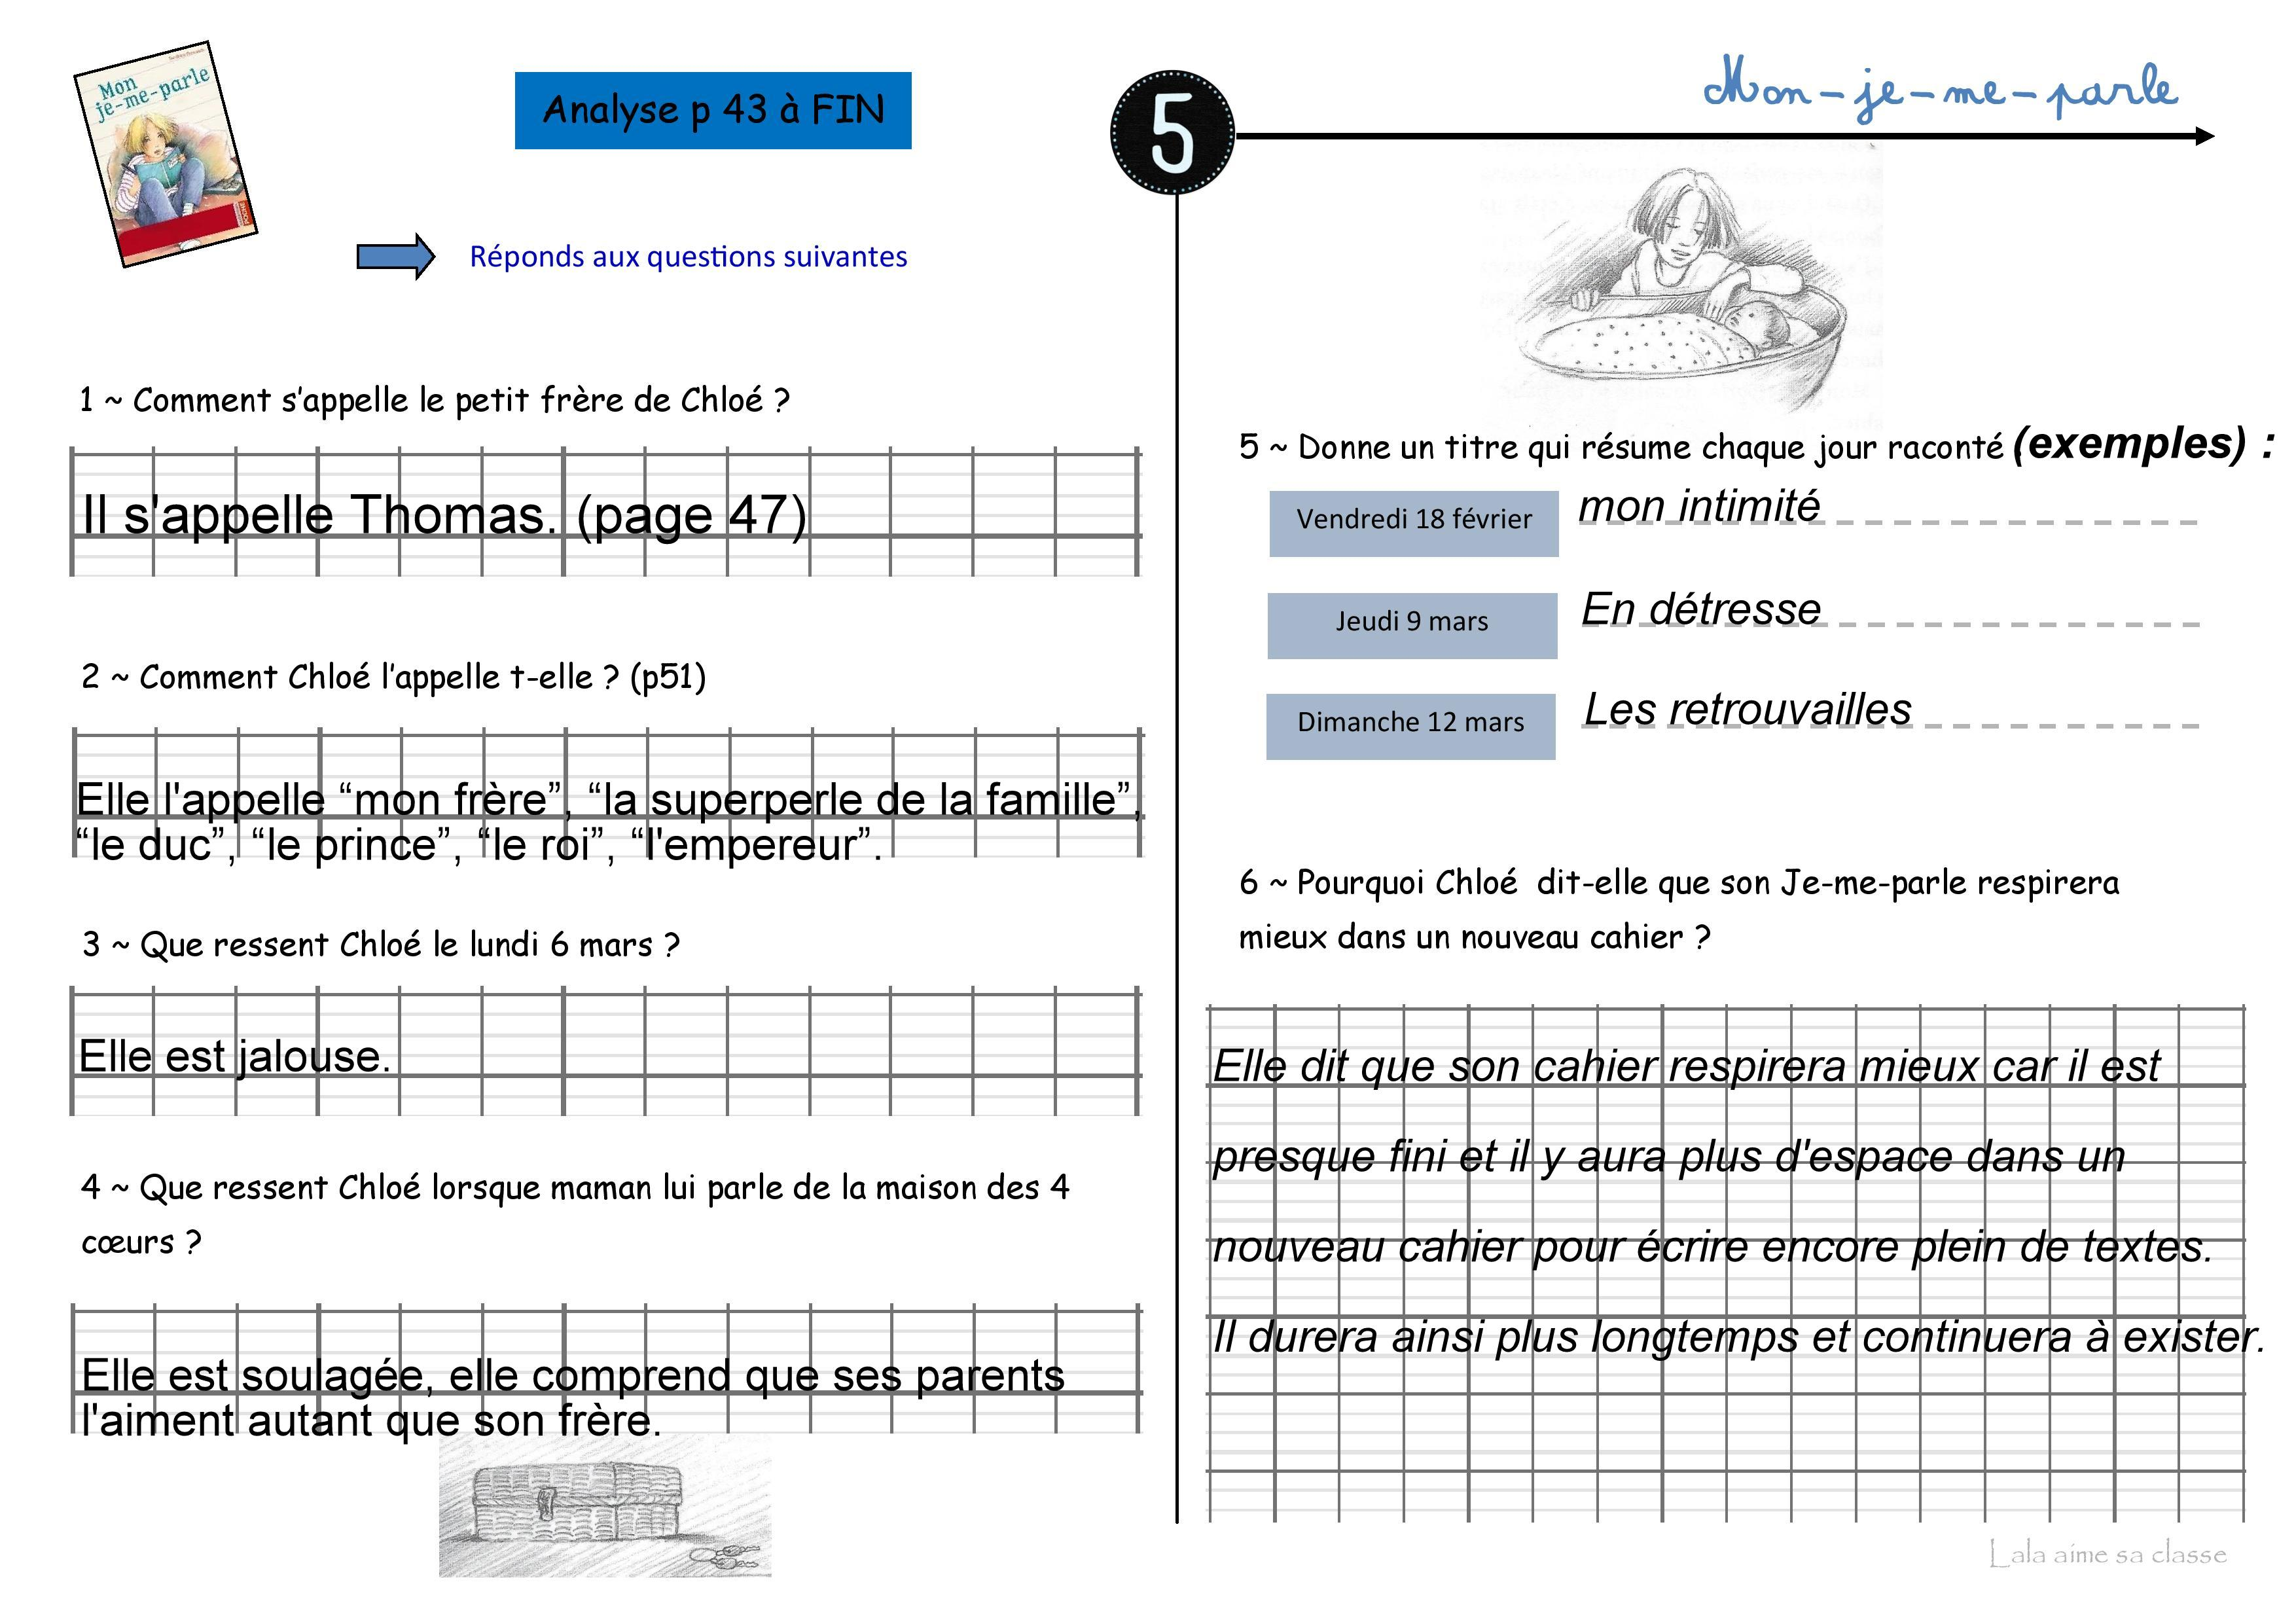 Mon
je-me-parle
Analyse p 43 à FIN
Réponds aux questions suivantes
1 ~ Comment s'appelle le petit frère de Chloé ?
Il s'appelle Thomas. (page 47)
2 ~ Comment Chloé l'appelle t-elle ? (p51)
Elle l'appelle “mon frère”, “la superperle de la famille”,
“le duc”, “le prince”, “le roi”, “l'empereur”.
3 ~ Que ressent Chloé le lundi 6 mars ?
Elle est jalouse.
4 ~ Que ressent Chloé lorsque maman lui parle de la maison des 4
cœurs ?
Elle est soulagée, elle comprend que ses parents
l'aiment autant que son frère.
5
Mon-je-me-parle
5 ~ Donne un titre qui résume chaque jour raconté (exemples) :
Vendredi 18 février mon intimité
Jeudi 9 mars En détresse
Dimanche 12 mars Les retrouvailles
6 ~ Pourquoi Chloé dit-elle que son Je-me-parle respirera
mieux dans un nouveau cahier ?
Elle dit que son cahier respirera mieux car il est
presque fini et il y aura plus d'espace dans un
nouveau cahier pour écrire encore plein de textes.
Il durera ainsi plus longtemps et continuera à exister.
Lala aime sa classe